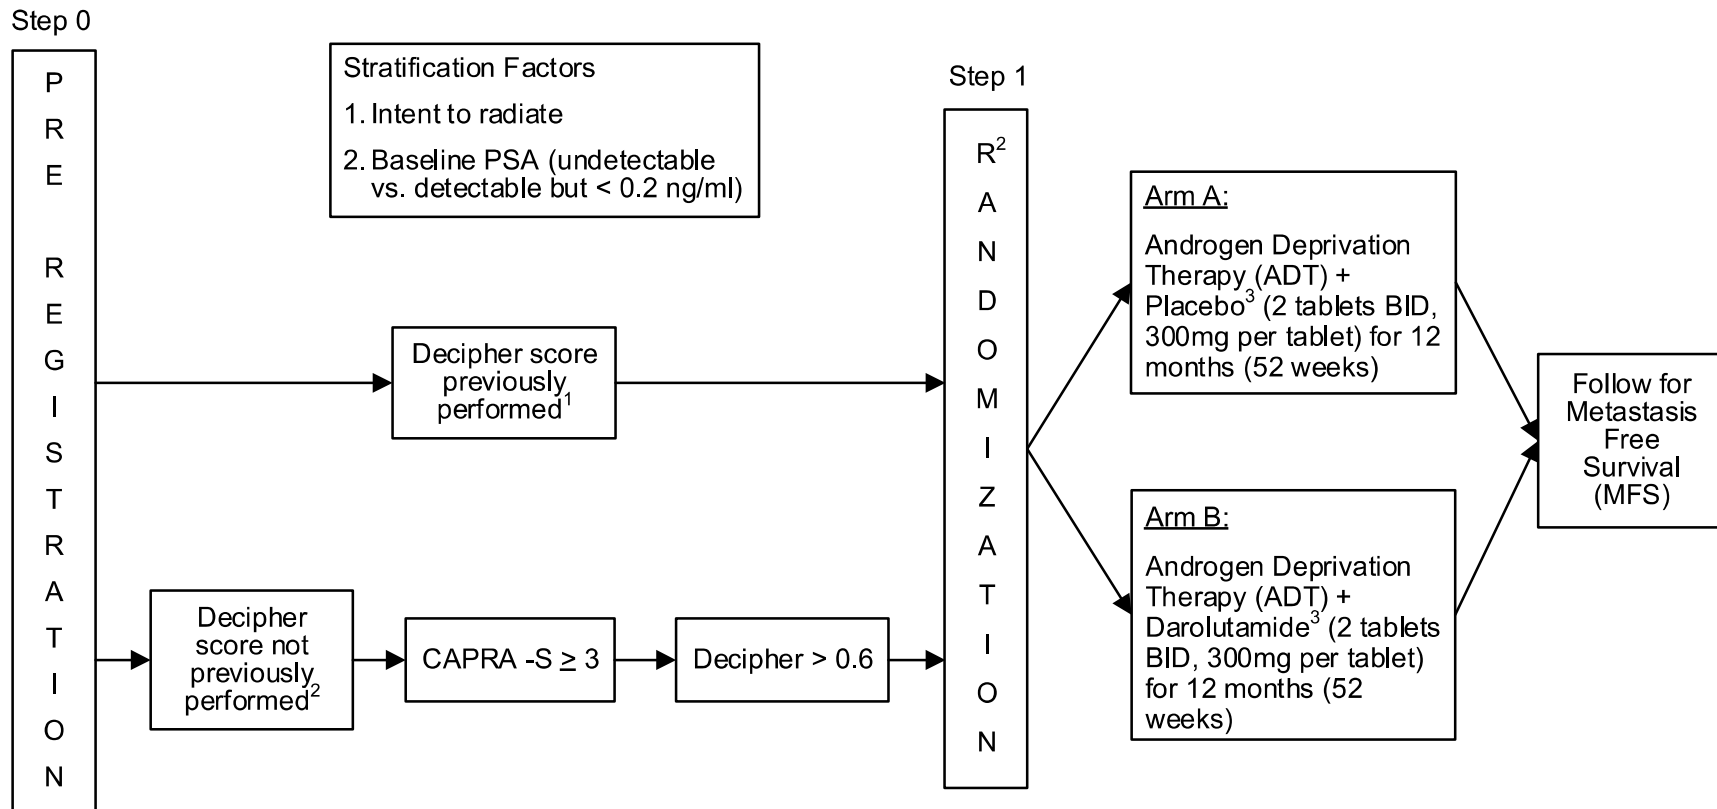 Step 0
PRE REGISTRATION
Stratification Factors
1. Intent to radiate
2. Baseline PSA (undetectable
vs. detectable but < 0.2 ng/ml)
Decipher score
previously
performed¹
Decipher
score not
previously
performed²
CAPRA -S ≥ 3
Decipher > 0.6
Step 1
R²ANDOMIZATION
Arm A:
Androgen Deprivation
Therapy (ADT) +
Placebo³ (2 tablets BID,
300mg per tablet) for 12
months (52 weeks)
Arm B:
Androgen Deprivation
Therapy (ADT) +
Darolutamide³ (2 tablets
BID, 300mg per tablet)
for 12 months (52
weeks)
Follow for
Metastasis
Free
Survival
(MFS)